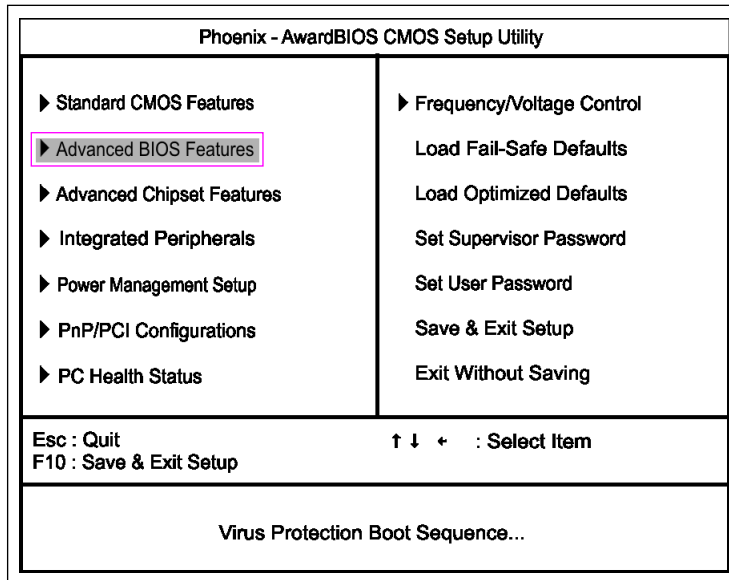 Phoenix - AwardBIOS CMOS Setup Utility
Standard CMOS Features
Advanced BIOS Features
Advanced Chipset Features
Integrated Peripherals
Power Management Setup
PnP/PCI Configurations
PC Health Status
Frequency/Voltage Control
Load Fail-Safe Defaults
Load Optimized Defaults
Set Supervisor Password
Set User Password
Save & Exit Setup
Exit Without Saving
Esc : Quit
F10 : Save & Exit Setup
↑ ↓ ← : Select Item
Virus Protection Boot Sequence...